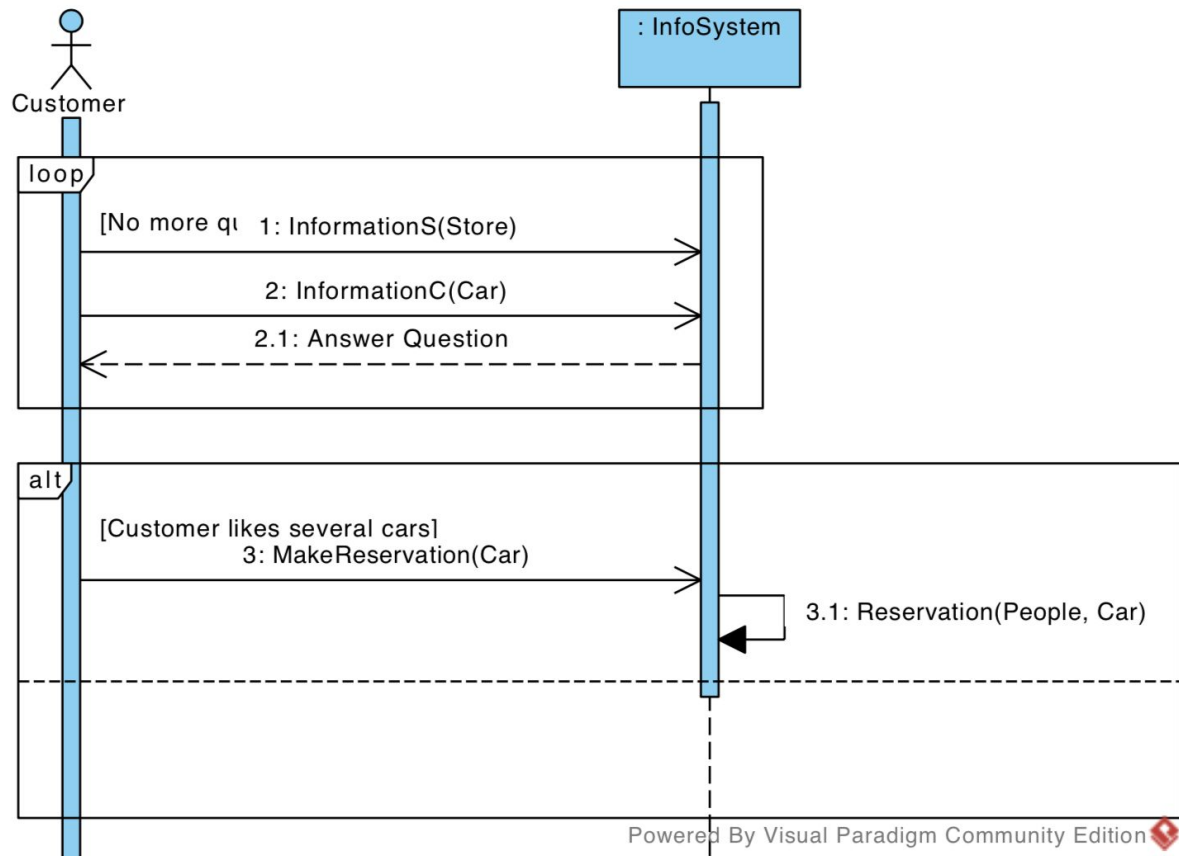 : InfoSystem
Customer
loop
[No more
1: InformationS(Store)
2: InformationC(Car)
2.1: Answer Question
alt
[Customer likes several cars]
3: MakeReservation(Car)
3.1: Reservation(People, Car)
Powered By Visual Paradigm Community Edition